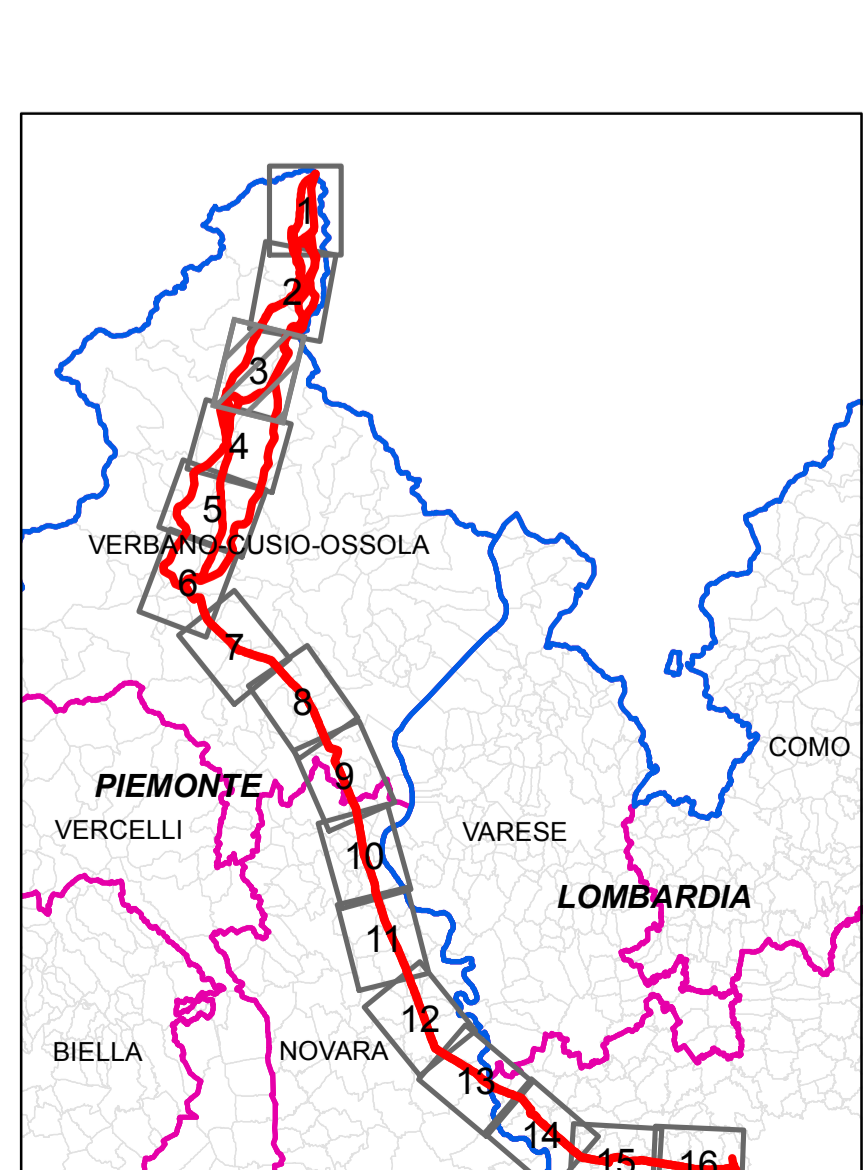 1
2
3
4
5
VERBANO-CUSIO-OSSOLA
6
7
8
COMO
9
PIEMONTE
VERCELLI
VARESE
10
LOMBARDIA
11
12
BIELLA
NOVARA
13
14
15
16